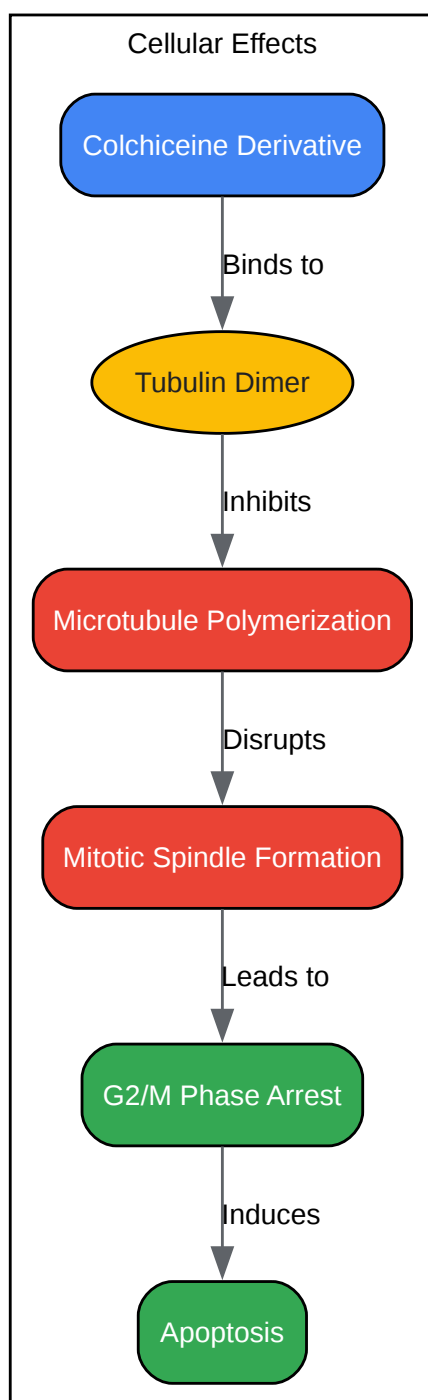 Cellular Effects
Colchiceine Derivative
Binds to
Tubulin Dimer
Inhibits
Microtubule Polymerization
Disrupts
Mitotic Spindle Formation
Leads to
G2/M Phase Arrest
Induces
Apoptosis